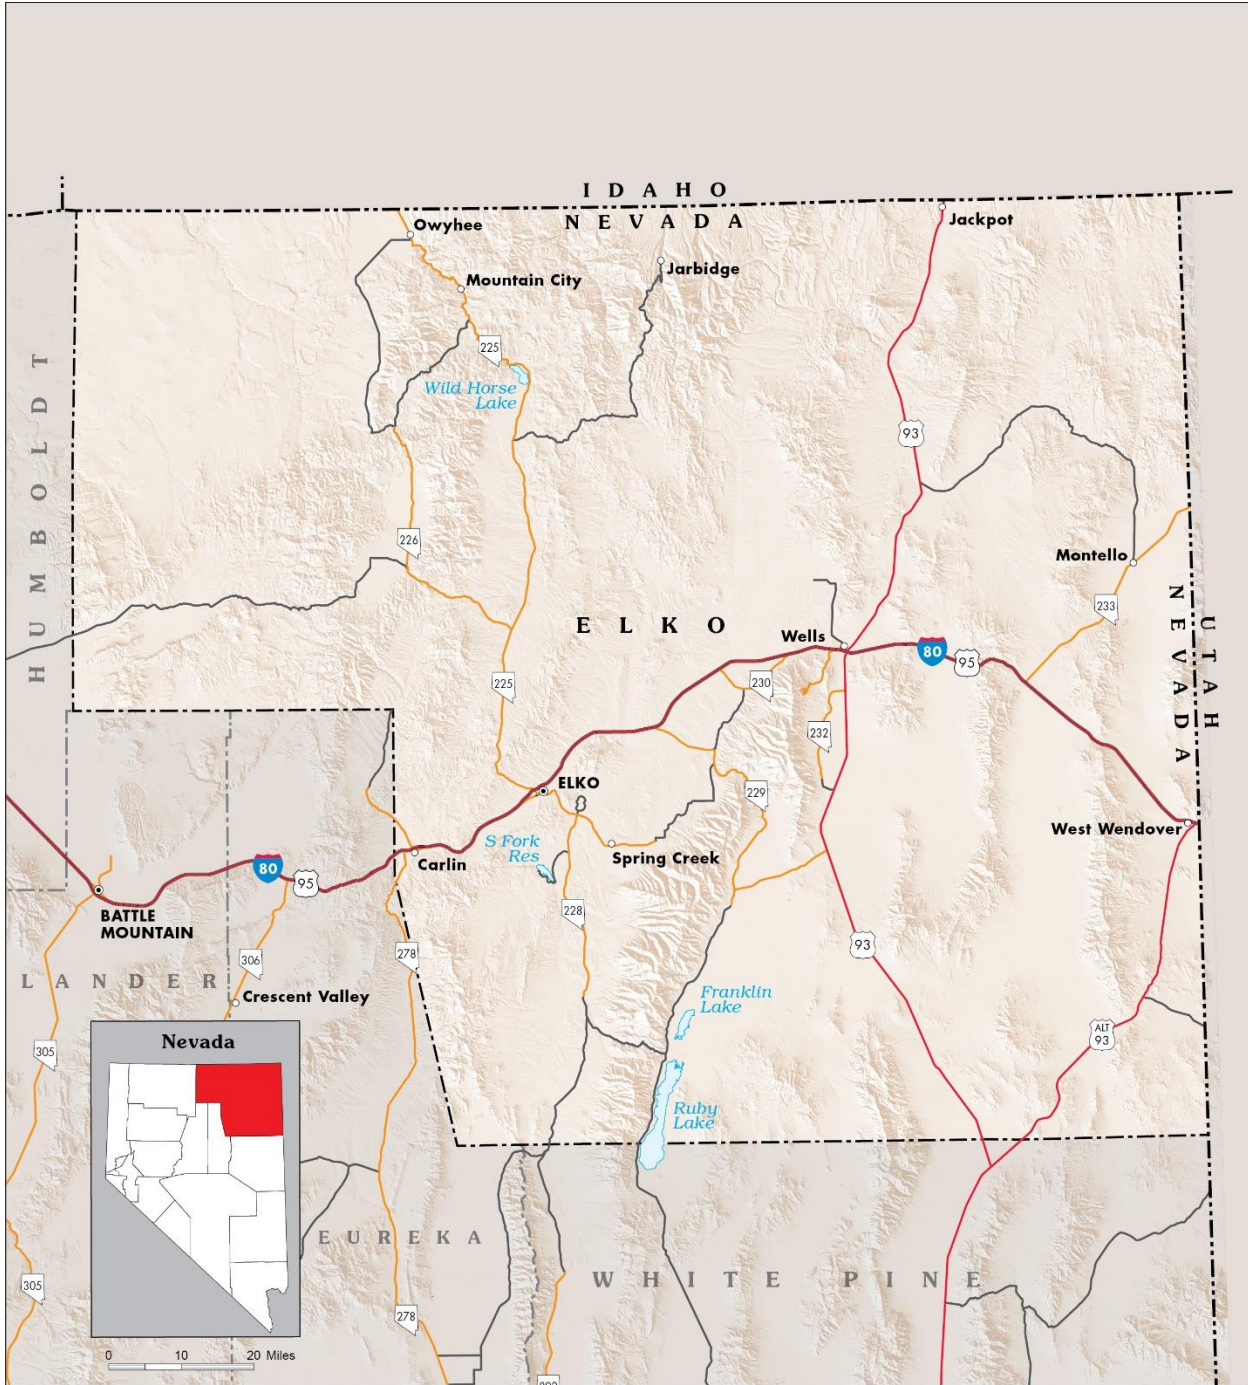 IDAHO
NEVADA
Owyhee
Jackpot
Jarbidge
Mountain City
225
Wild Horse
Lake
HUMBOLDT
93
226
Montello
233
NEVADA
UTAH
ELKO
Wells
80
95
230
225
232
ELKO
229
West Wendover
S Fork
Res
Spring Creek
Carlin
80
95
BATTLE
MOUNTAIN
228
93
306
278
LANDER
Crescent Valley
Franklin
Lake
ALT
93
305
Nevada
Ruby
Lake
EUREKA
WHITE PINE
305
278
0 10 20 Miles